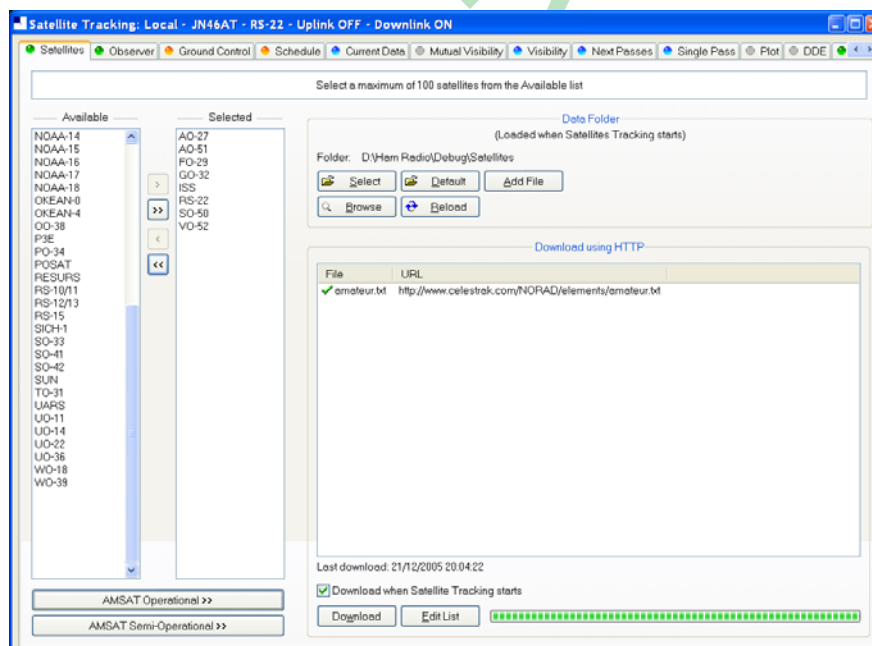 Satellite Tracking: Local - JN46AT - RS-22 - Uplink OFF - Downlink ON
Satellites Observer Ground Control Schedule Current Data Mutual Visibility Visibility Next Passes Single Pass Plot DDE
Select a maximum of 100 satellites from the Available list
Available
NOAA-14
NOAA-15
NOAA-16
NOAA-17
NOAA-18
OKEAN-0
OKEAN-4
OO-38
P3E
PO-34
POSAT
RESURS
RS-10/11
RS-12/13
RS-15
SICH-1
SO-33
SO-41
SO-42
SUN
TO-31
UARS
UO-11
UO-14
UO-22
UO-36
WO-18
WO-39
>
>>
<
<<
Selected
AO-27
AO-51
FO-29
GO-32
ISS
RS-22
SO-50
VO-52
AMSAT Operational >>
AMSAT Semi-Operational >>
Data Folder
(Loaded when Satellites Tracking starts)
Folder: D:\Ham Radio\Debug\Satellites
Select Default Add File
Browse Reload
Download using HTTP
File URL
amateur.txt http://www.celestrak.com/NORAD/elements/amateur.txt
Last download: 21/12/2005 20:04:22
Download when Satellite Tracking starts
Download Edit List